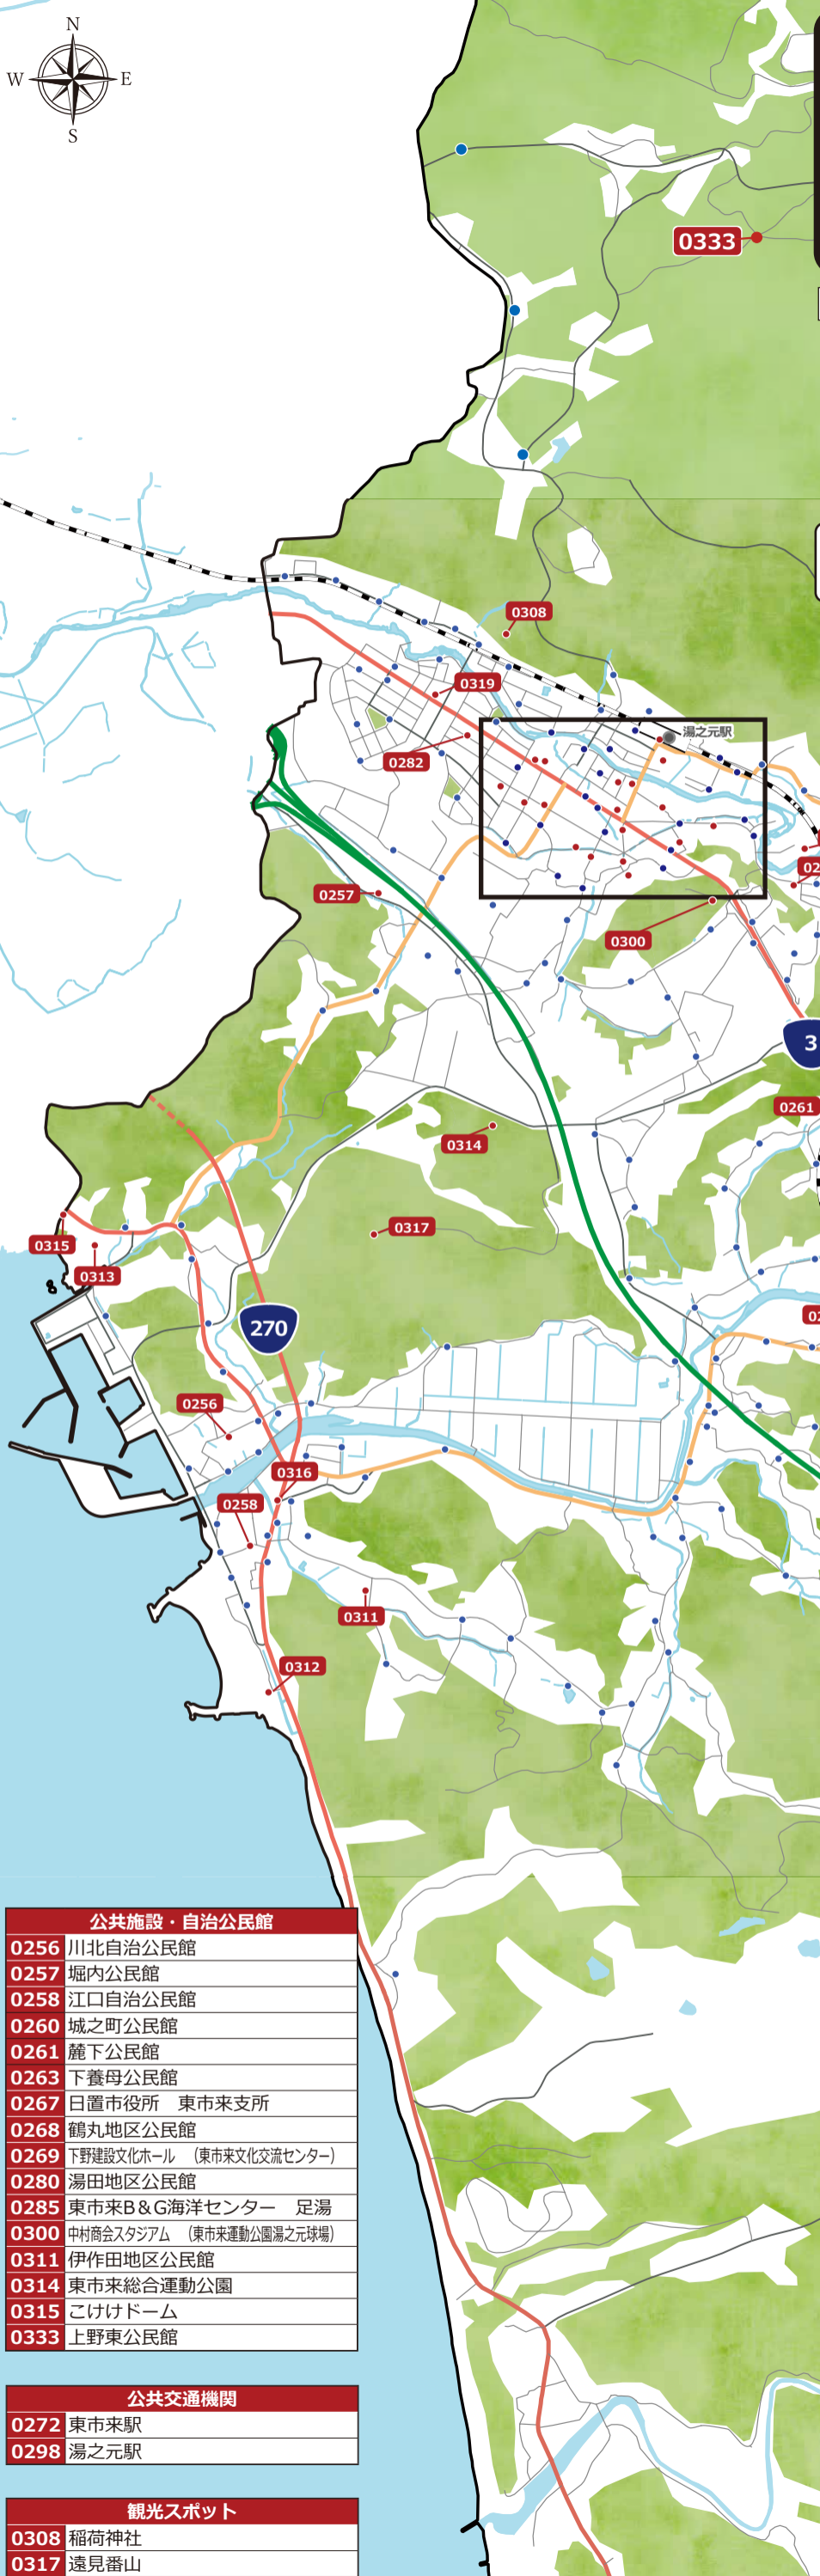 N
W E
S
0333
0308
0319
湯之元駅
0282
02
0257
0300
3
0261
0314
0317
0315
0313
02
270
0256
0316
0258
0311
0312
公共施設・自治公民館
0256 川北自治公民館
0257 堀内公民館
0258 江口自治公民館
0260 城之町公民館
0261 麓下公民館
0263 下養母公民館
0267 日置市役所 東市来支所
0268 鶴丸地区公民館
0269 下野建設文化ホール (東市来文化交流センター)
0280 湯田地区公民館
0285 東市来B&G海洋センター 足湯
0300 中村商会スタジアム (東市来運動公園湯之元球場)
0311 伊作田地区公民館
0314 東市来総合運動公園
0315 こけけドーム
0333 上野東公民館
公共交通機関
0272 東市来駅
0298 湯之元駅
観光スポット
0308 稲荷神社
0317 遠見番山